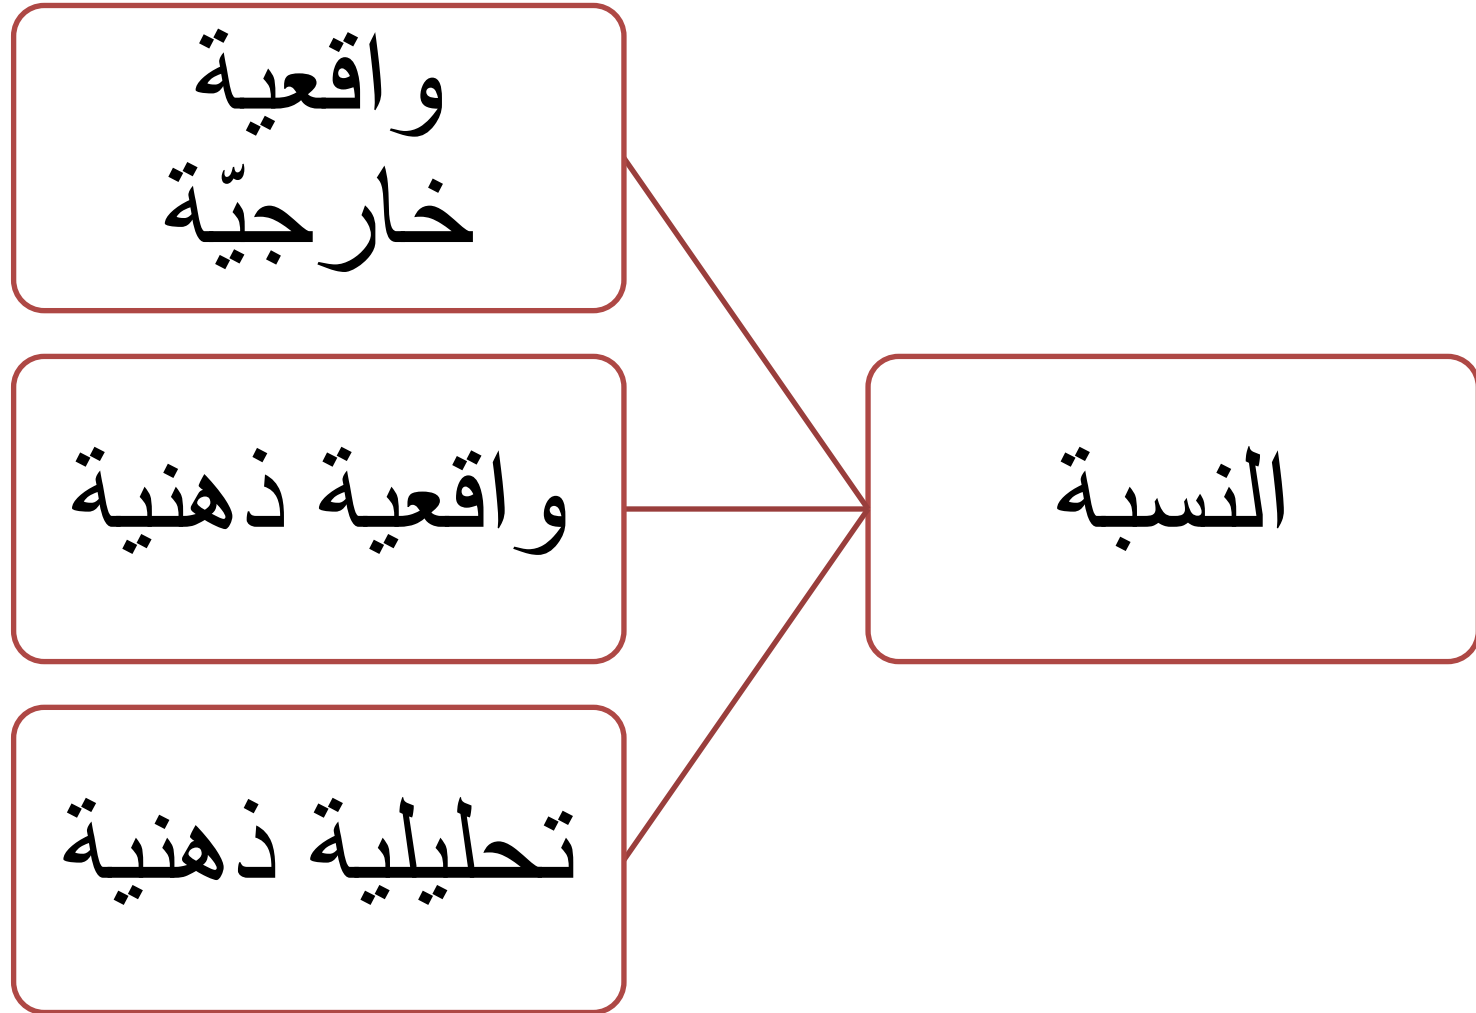 النسبة
واقعية
خارجيّة
واقعية ذهنية
تحليلية ذهنية